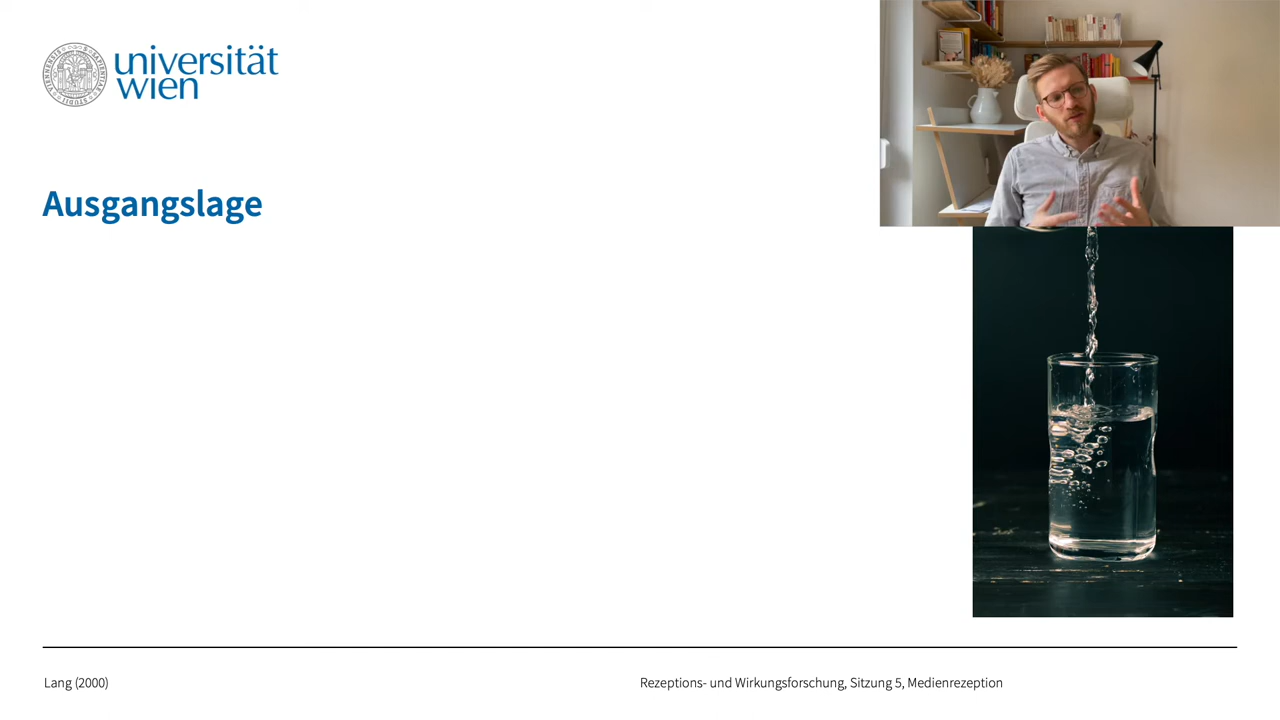 universität
wien
Ausgangslage
Lang (2000)
Rezeptions- und Wirkungsforschung, Sitzung 5, Medienrezeption